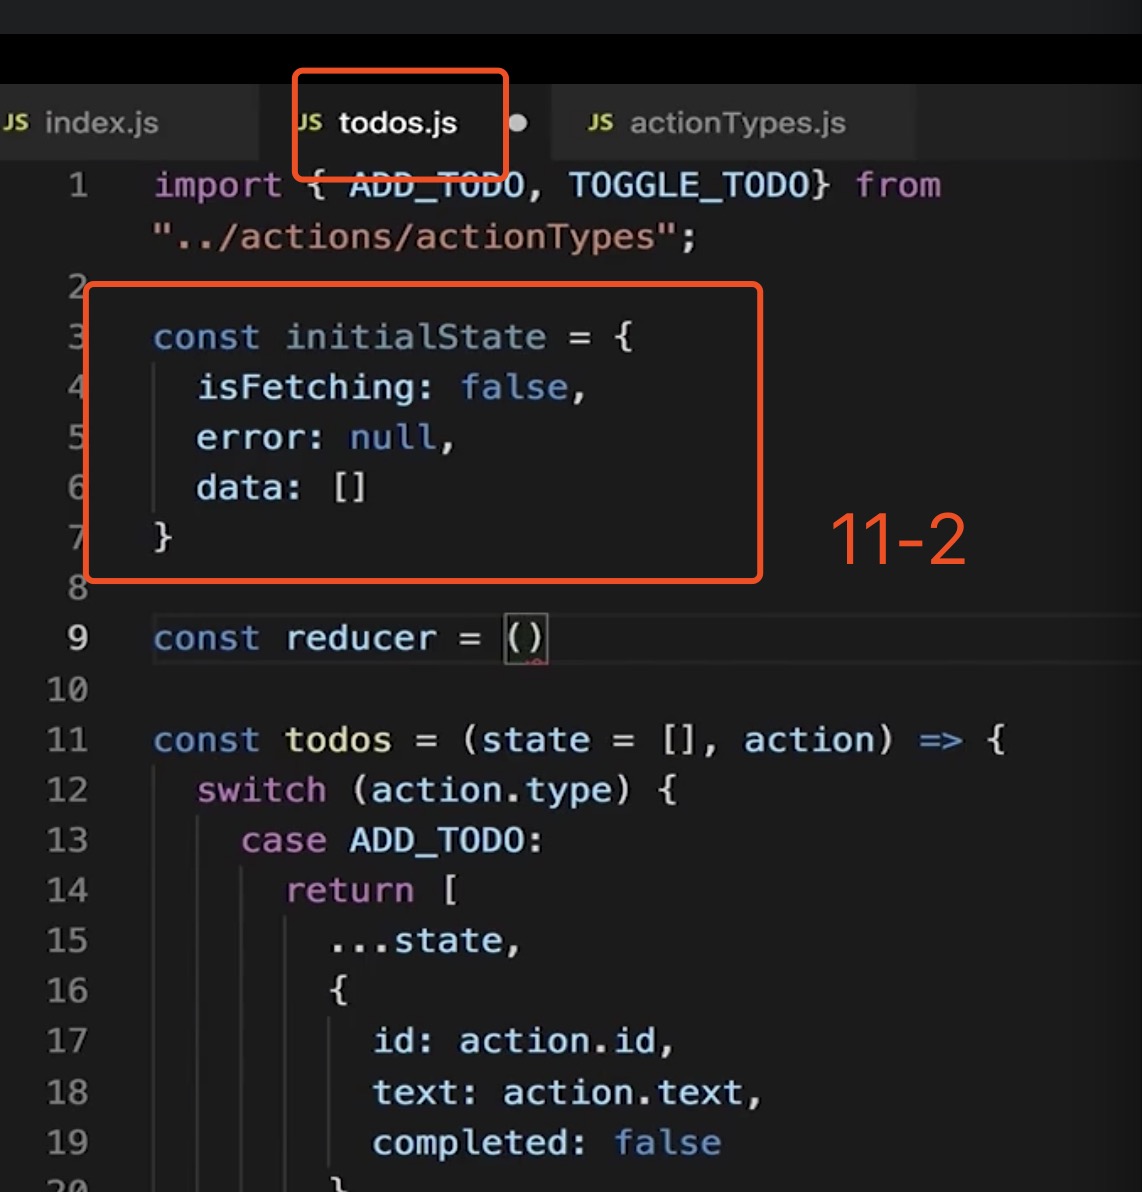 JS index.js JS todos.js JS actionTypes.js
1 import { ADD_TODO, TOGGLE_TODO} from
"../actions/actionTypes";
2
3 const initialState = {
4 isFetching: false,
5 error: null,
6 data: []
7 }
11-2
8
9 const reducer = ()
10
11 const todos = (state = [], action) => {
12 switch (action.type) {
13 case ADD_TODO:
14 return [
15 ...state,
16 {
17 id: action.id,
18 text: action.text,
19 completed: false
20 }